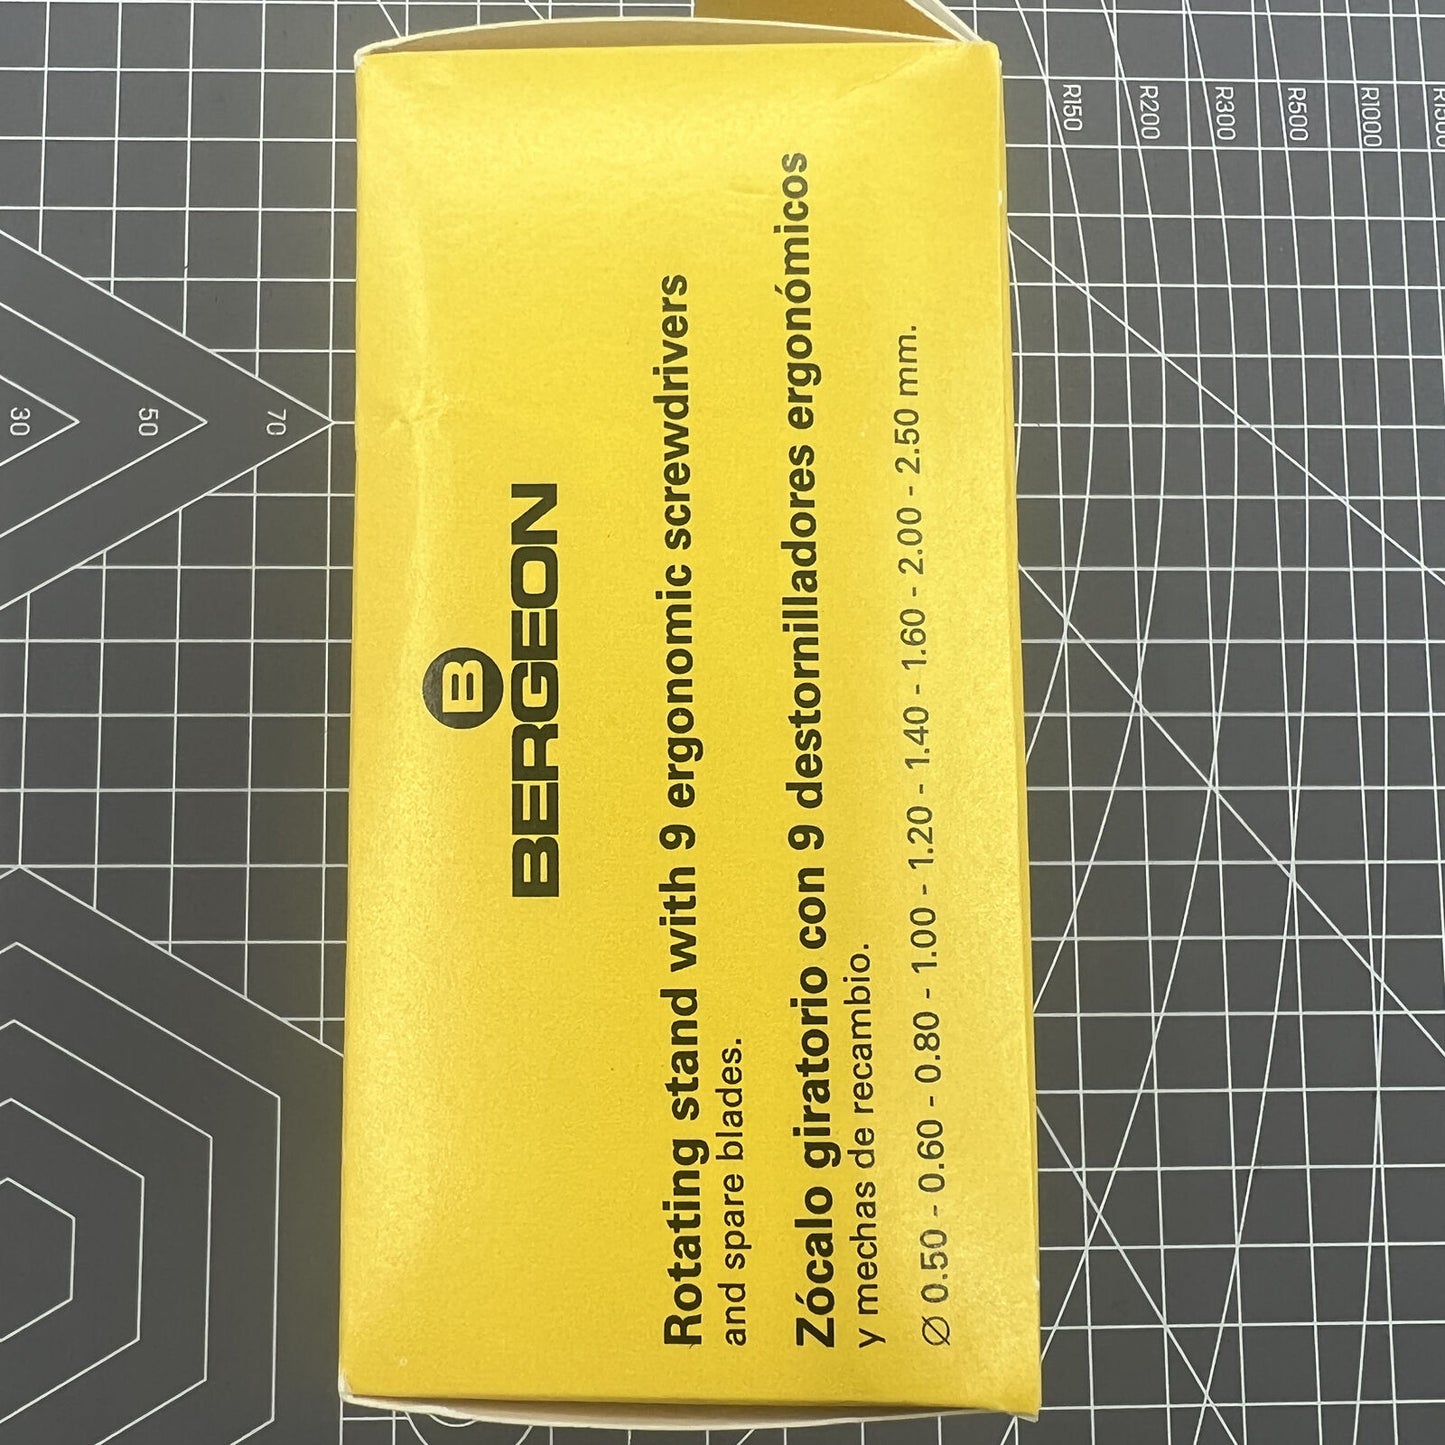 B
BERGEON
Rotating stand with 9 ergonomic screwdrivers
and spare blades.
Zócalo giratorio con 9 destornilladores ergonómicos
y mechas de recambio.
Ø 0.50 - 0.60 - 0.80 - 1.00 - 1.20 - 1.40 - 1.60 - 2.00 - 2.50 mm.
R150
R200
R300
R500
R1000
30
50
70